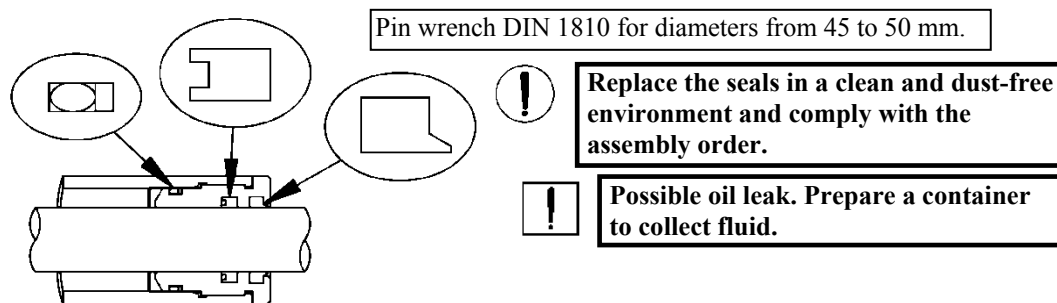 Pin wrench DIN 1810 for diameters from 45 to 50 mm.
Replace the seals in a clean and dust-free
environment and comply with the
assembly order.
Possible oil leak. Prepare a container
to collect fluid.